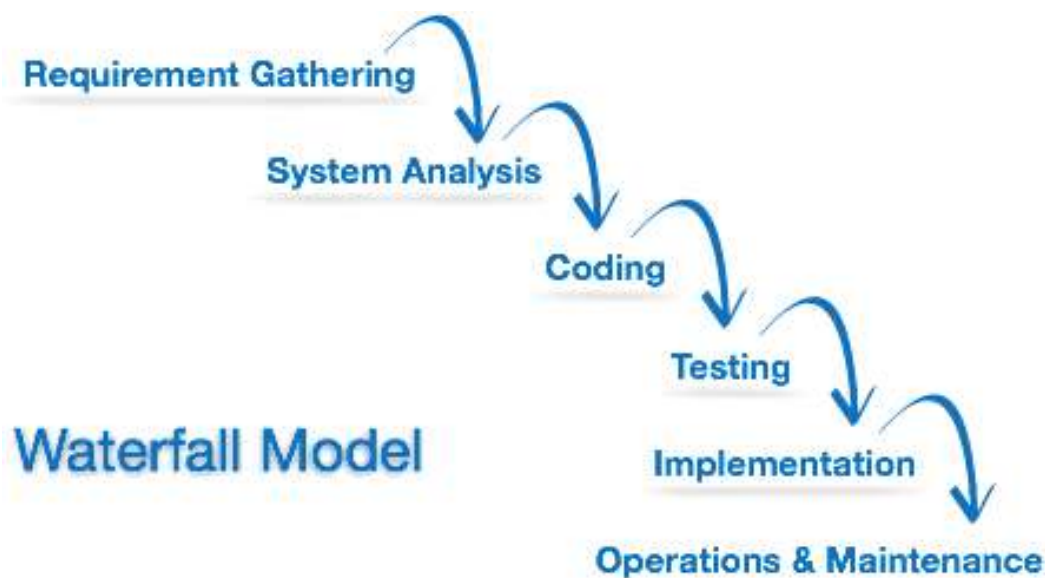 Requirement Gathering
System Analysis
Coding
Testing
Waterfall Model
Implementation
Operations & Maintenance